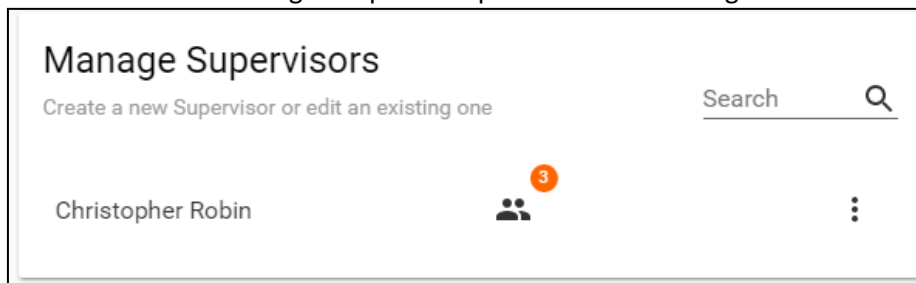 Manage Supervisors
Create a new Supervisor or edit an existing one
Search
3
Christopher Robin